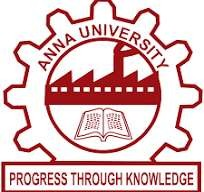 ANNA UNIVERSITY
PROGRESS THROUGH KNOWLEDGE